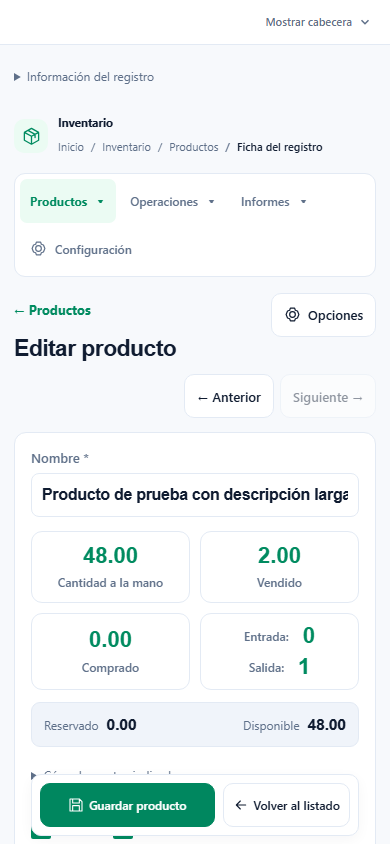 Mostrar cabecera
Información del registro
Inventario
Inicio / Inventario / Productos / Ficha del registro
Productos Operaciones Informes
Configuración
← Productos
Opciones
Editar producto
← Anterior Siguiente →
Nombre *
Producto de prueba con descripción larga
48.00 2.00
Cantidad a la mano Vendido
0.00 Entrada: 0
Comprado Salida: 1
Reservado 0.00 Disponible 48.00
Guardar producto ← Volver al listado